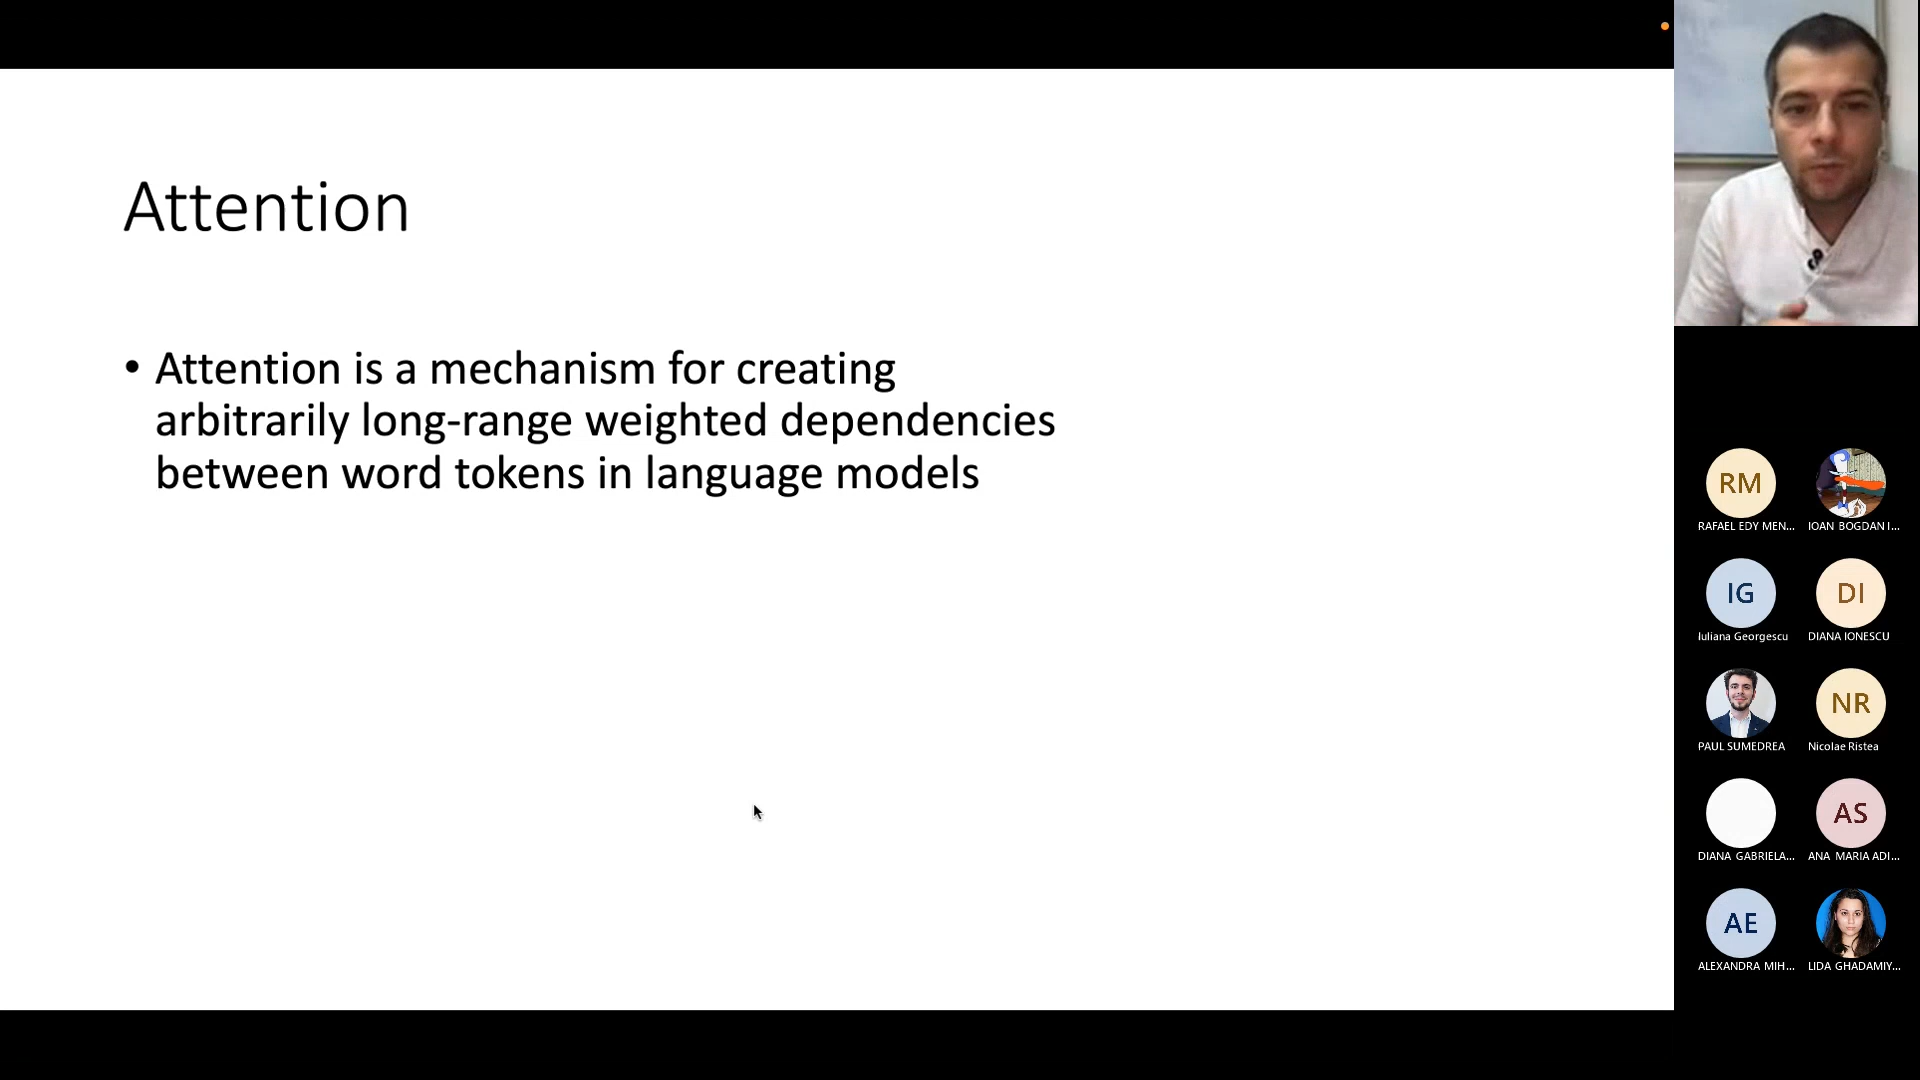 Attention
• Attention is a mechanism for creating
arbitrarily long-range weighted dependencies
between word tokens in language models
RM
RAFAEL EDY MEN...
IOAN BOGDAN I...
IG
Iuliana Georgescu
DI
DIANA IONESCU
PAUL SUMEDREA
NR
Nicolae Ristea
DIANA GABRIELA...
AS
ANA MARIA ADI...
AE
ALEXANDRA MIH...
LIDA GHADAMIY...